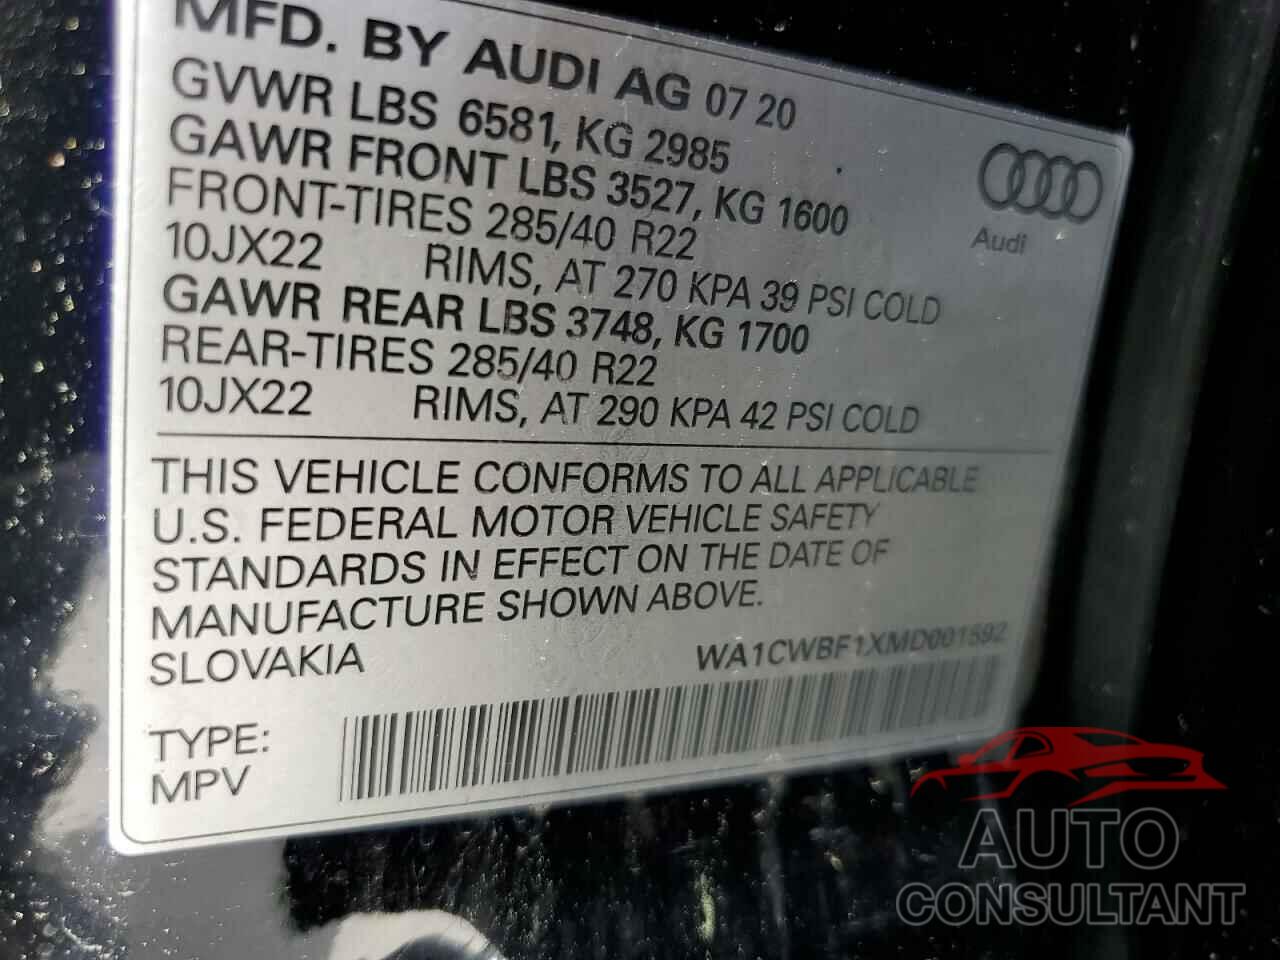 MFD. BY AUDI AG 07 20
GVWR LBS 6581, KG 2985
GAWR FRONT LBS 3527, KG 1600
FRONT-TIRES 285/40 R22
10JX22 RIMS, AT 270 KPA 39 PSI COLD
GAWR REAR LBS 3748, KG 1700
REAR-TIRES 285/40 R22
10JX22 RIMS, AT 290 KPA 42 PSI COLD
Audi
THIS VEHICLE CONFORMS TO ALL APPLICABLE
U.S. FEDERAL MOTOR VEHICLE SAFETY
STANDARDS IN EFFECT ON THE DATE OF
MANUFACTURE SHOWN ABOVE.
SLOVAKIA WA1CWBF1XMD001592
TYPE:
MPV
AUTO
CONSULTANT